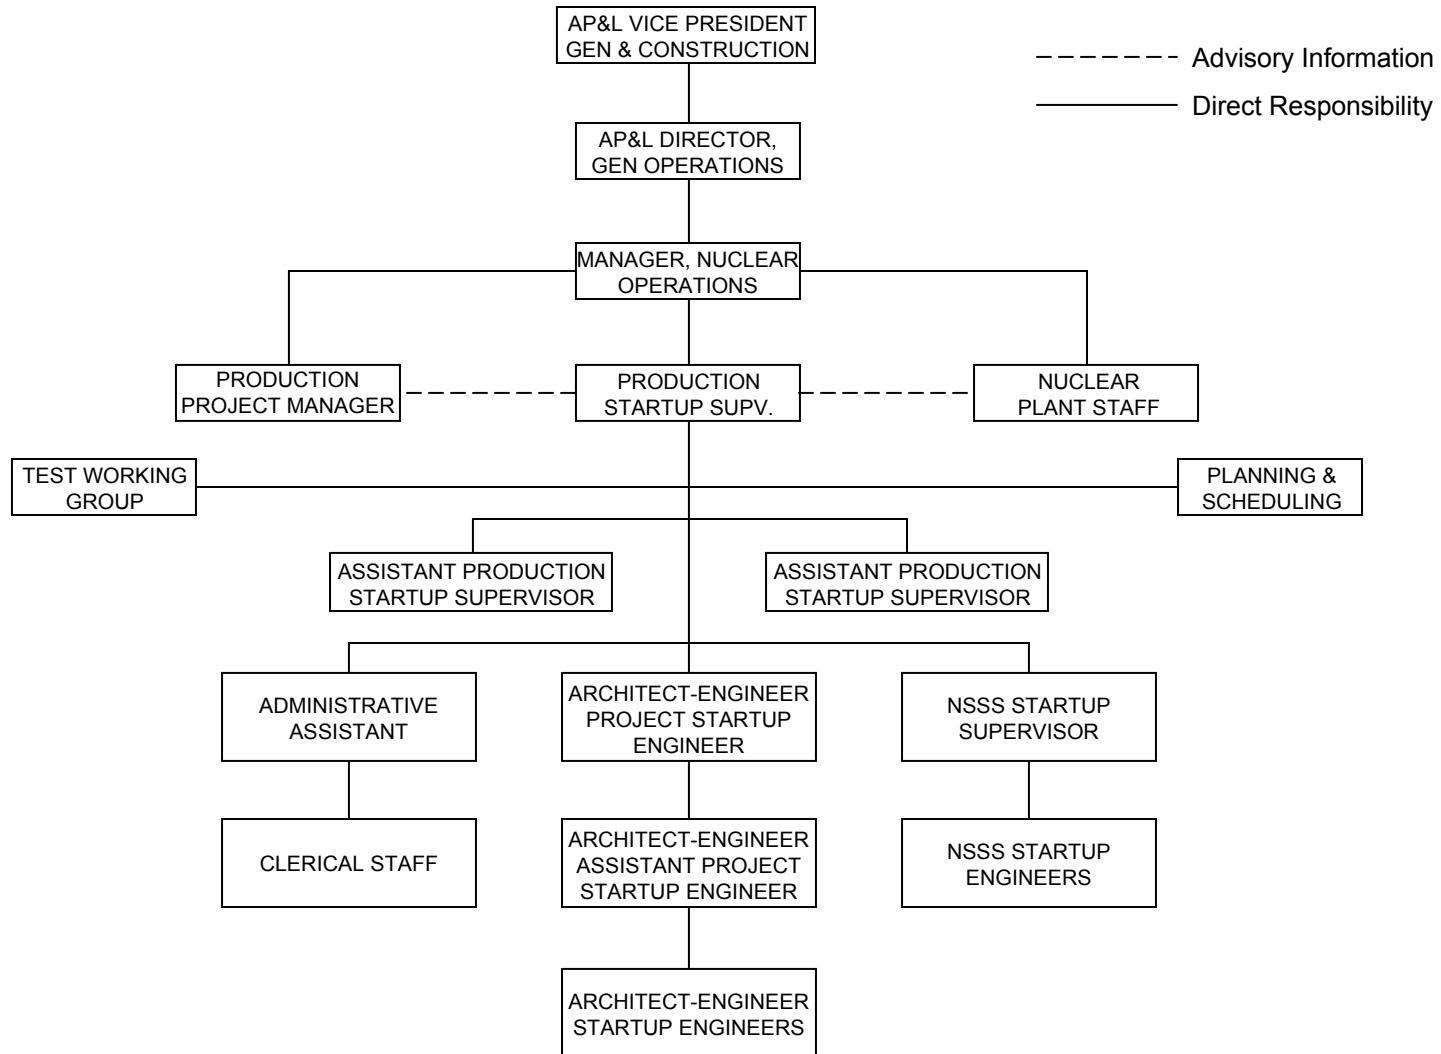 AP&L VICE PRESIDENT
GEN & CONSTRUCTION
Advisory Information
Direct Responsibility
AP&L DIRECTOR,
GEN OPERATIONS
MANAGER, NUCLEAR
OPERATIONS
PRODUCTION
PROJECT MANAGER
PRODUCTION
STARTUP SUPV.
NUCLEAR
PLANT STAFF
TEST WORKING
GROUP
PLANNING &
SCHEDULING
ASSISTANT PRODUCTION
STARTUP SUPERVISOR
ASSISTANT PRODUCTION
STARTUP SUPERVISOR
ADMINISTRATIVE
ASSISTANT
ARCHITECT-ENGINEER
PROJECT STARTUP
ENGINEER
NSSS STARTUP
SUPERVISOR
CLERICAL STAFF
ARCHITECT-ENGINEER
ASSISTANT PROJECT
STARTUP ENGINEER
NSSS STARTUP
ENGINEERS
ARCHITECT-ENGINEER
STARTUP ENGINEERS